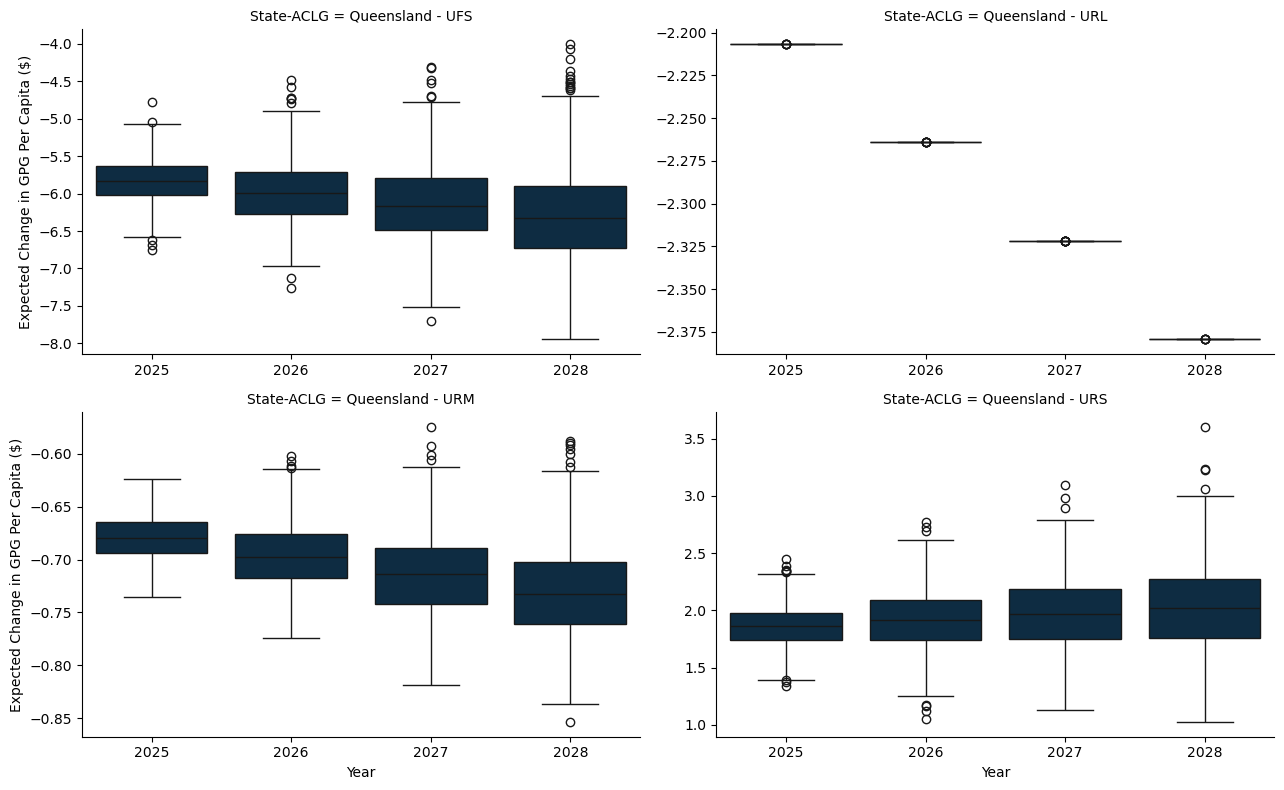 State-ACLG = Queensland - UFS
Expected Change in GPG Per Capita ($)
−4.0
−4.5
−5.0
−5.5
−6.0
−6.5
−7.0
−7.5
−8.0
2025 2026 2027 2028
State-ACLG = Queensland - URL
−2.200
−2.225
−2.250
−2.275
−2.300
−2.325
−2.350
−2.375
2025 2026 2027 2028
State-ACLG = Queensland - URM
Expected Change in GPG Per Capita ($)
−0.60
−0.65
−0.70
−0.75
−0.80
−0.85
2025 2026 2027 2028
Year
State-ACLG = Queensland - URS
3.5
3.0
2.5
2.0
1.5
1.0
2025 2026 2027 2028
Year